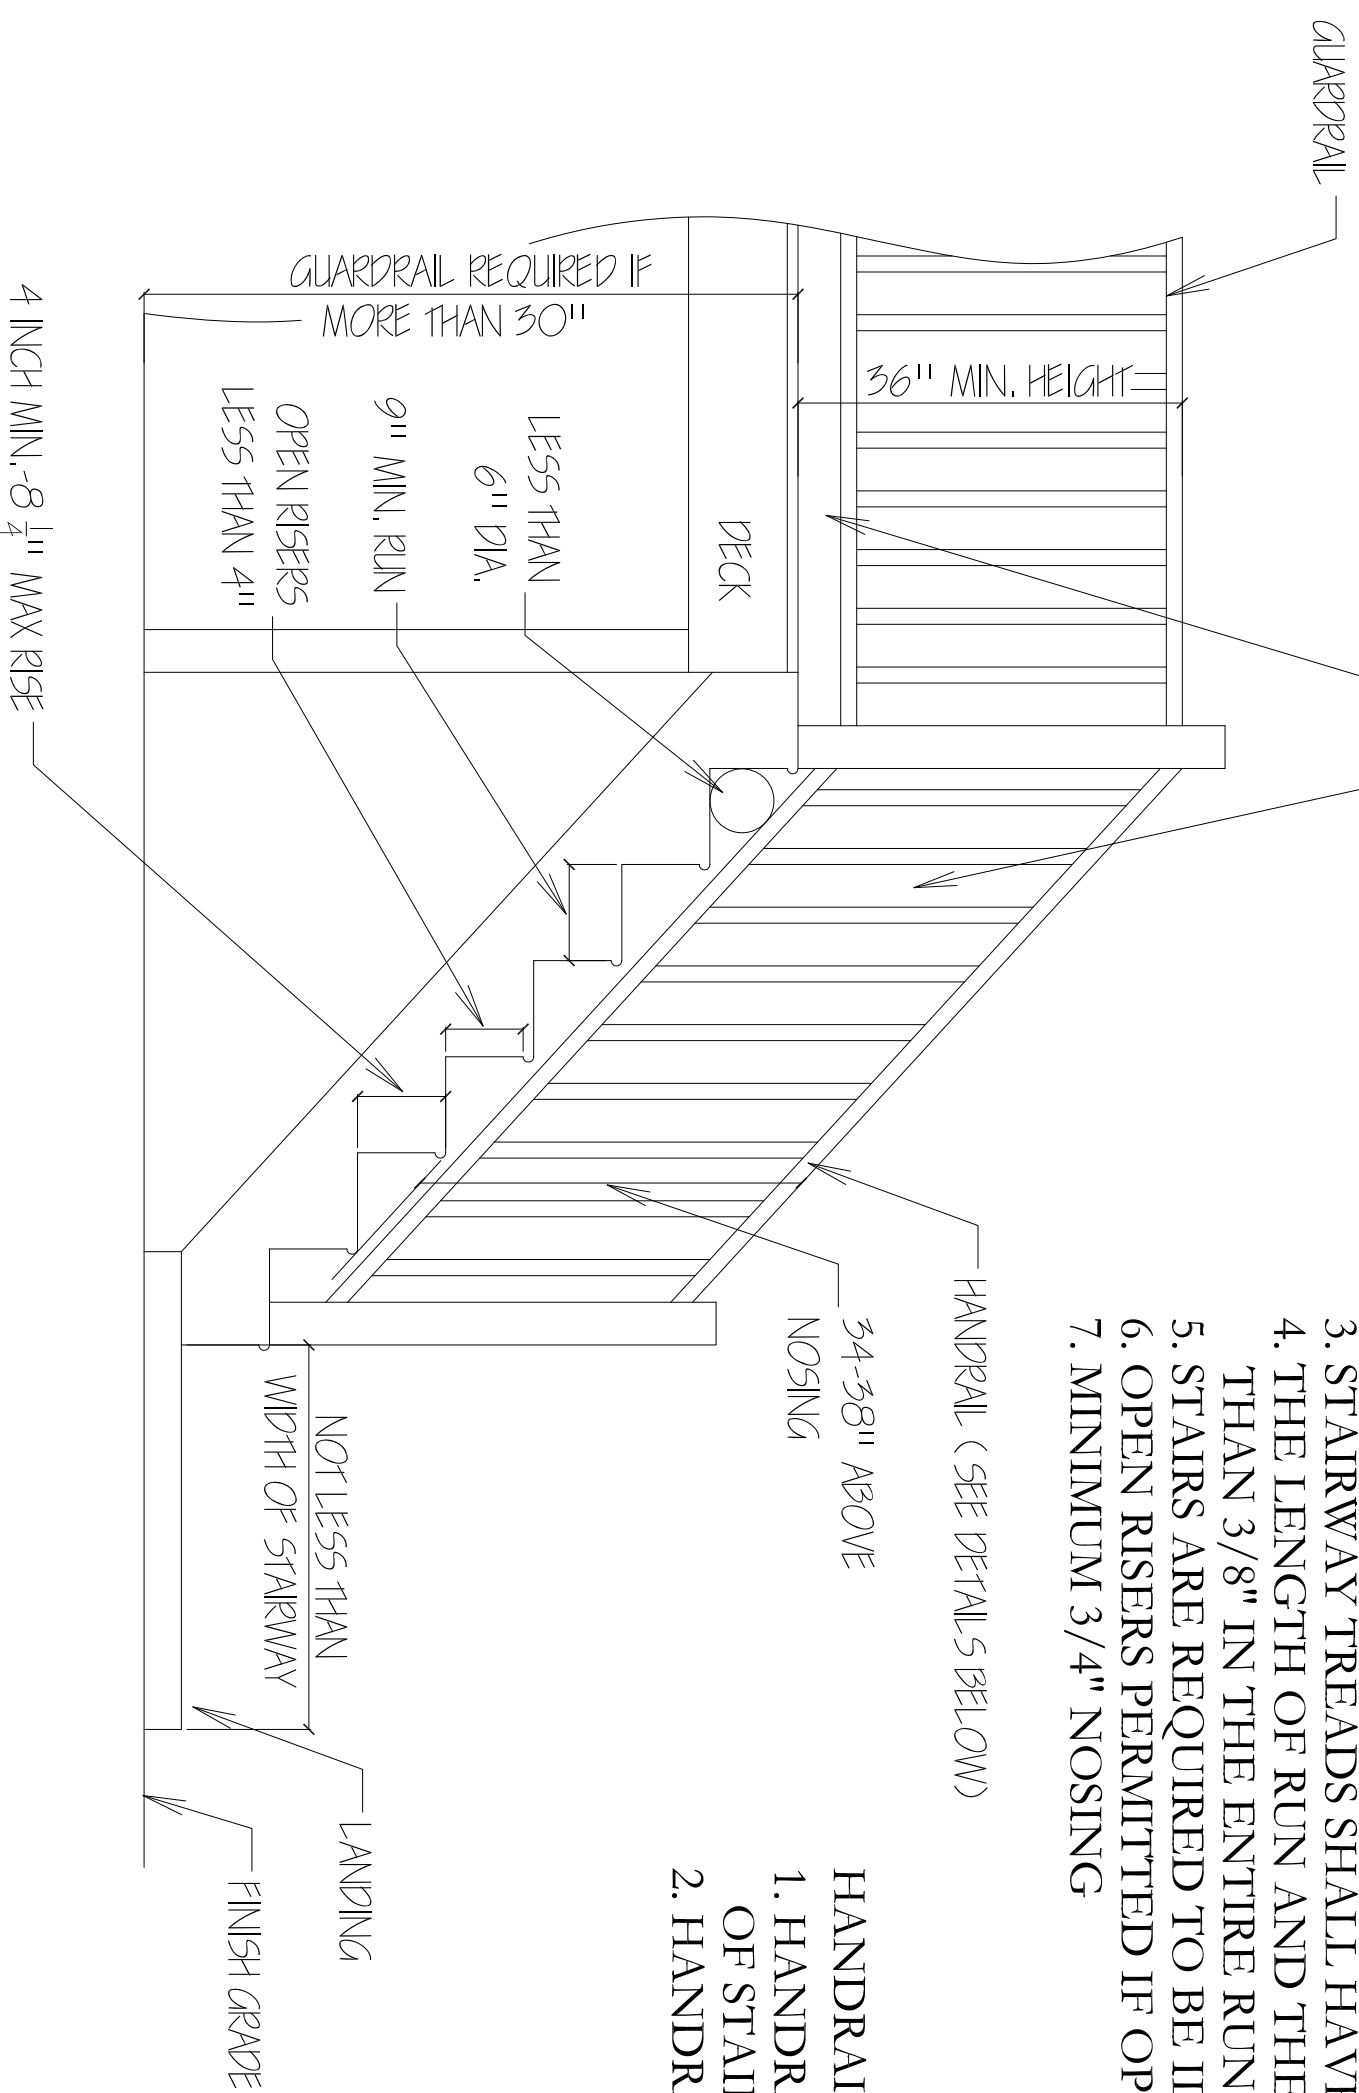 GUARDRAIL
3. STAIRWAY TREADS SHALL HAV
4. THE LENGTH OF RUN AND THE
THAN 3/8" IN THE ENTIRE RUN
5. STAIRS ARE REQUIRED TO BE
6. OPEN RISERS PERMITTED IF OP
7. MINIMUM 3/4" NOSING
36" MIN. HEIGHT
GUARDRAIL REQUIRED IF
MORE THAN 30"
DECK
LESS THAN
6" DIA.
9" MIN. RUN
OPEN RISERS
LESS THAN 4"
4 INCH MIN.-8 1/4" MAX RISE
HANDRAIL ( SEE DETAILS BELOW)
34-38" ABOVE
NOSING
NOT LESS THAN
WIDTH OF STAIRWAY
LANDING
FINISH GRADE
HANDRAI
1. HANDR
OF STAI
2. HANDR